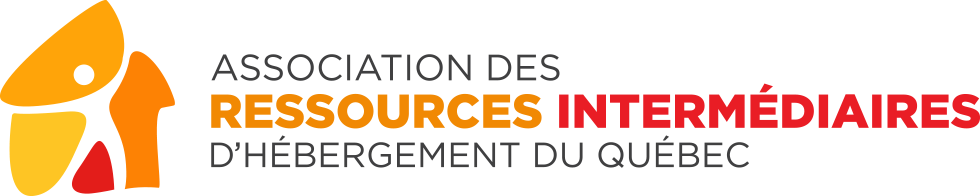 ASSOCIATION DES
RESSOURCES INTERMÉDIAIRES
D'HÉBERGEMENT DU QUÉBEC